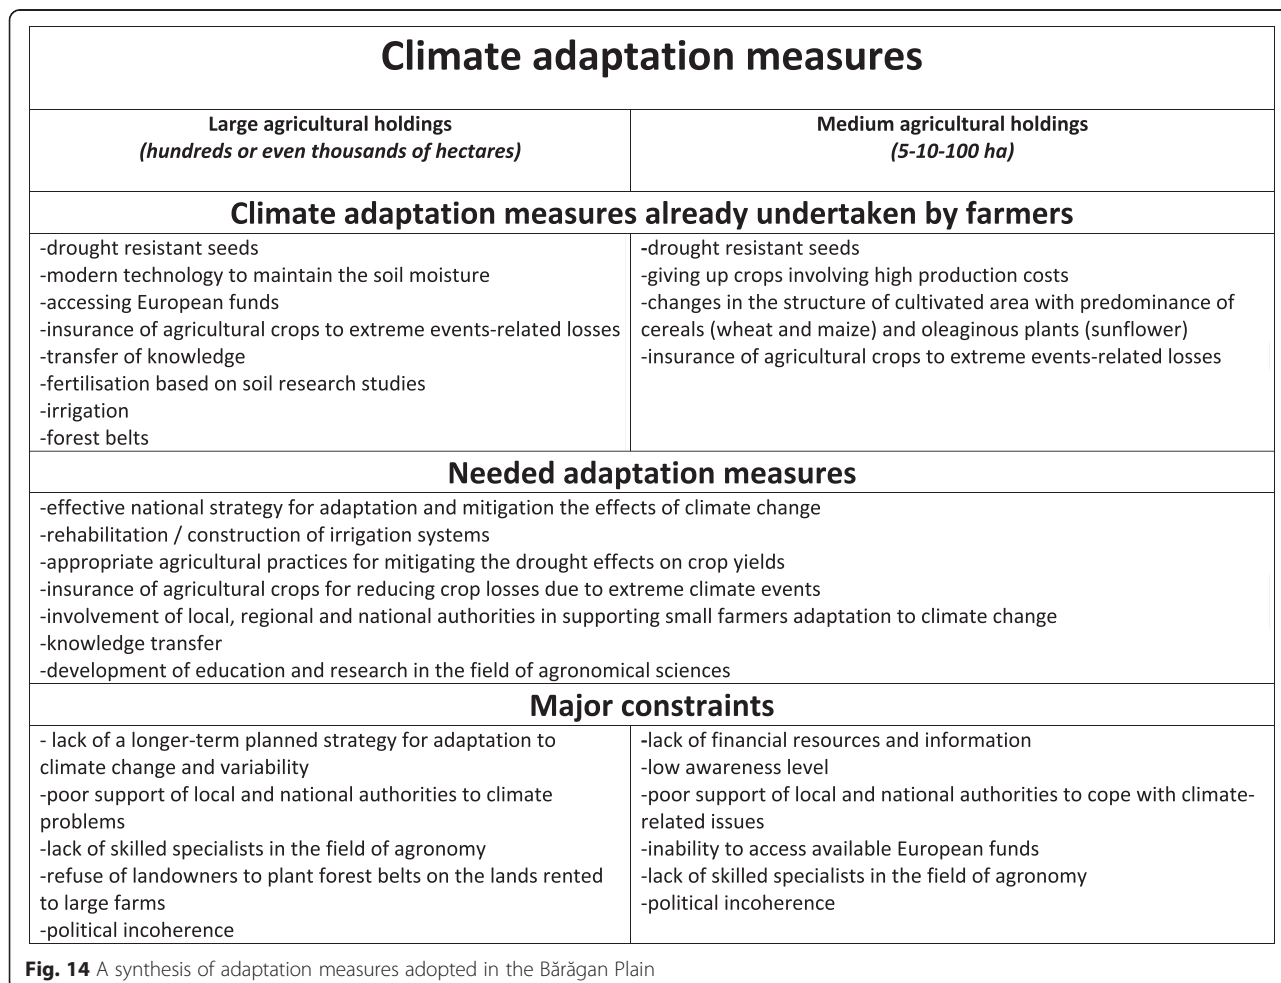 Climate adaptation measures
Large agricultural holdings
(hundreds or even thousands of hectares)
Medium agricultural holdings
(5-10-100 ha)
Climate adaptation measures already undertaken by farmers
-drought resistant seeds
-modern technology to maintain the soil moisture
-accessing European funds
-insurance of agricultural crops to extreme events-related losses
-transfer of knowledge
-fertilisation based on soil research studies
-irrigation
-forest belts
-drought resistant seeds
-giving up crops involving high production costs
-changes in the structure of cultivated area with predominance of
cereals (wheat and maize) and oleaginous plants (sunflower)
-insurance of agricultural crops to extreme events-related losses
Needed adaptation measures
-effective national strategy for adaptation and mitigation the effects of climate change
-rehabilitation / construction of irrigation systems
-appropriate agricultural practices for mitigating the drought effects on crop yields
-insurance of agricultural crops for reducing crop losses due to extreme climate events
-involvement of local, regional and national authorities in supporting small farmers adaptation to climate change
-knowledge transfer
-development of education and research in the field of agronomical sciences
Major constraints
- lack of a longer-term planned strategy for adaptation to
climate change and variability
-poor support of local and national authorities to climate
problems
-lack of skilled specialists in the field of agronomy
-refuse of landowners to plant forest belts on the lands rented
to large farms
-political incoherence
-lack of financial resources and information
-low awareness level
-poor support of local and national authorities to cope with climate-
related issues
-inability to access available European funds
-lack of skilled specialists in the field of agronomy
-political incoherence
Fig. 14 A synthesis of adaptation measures adopted in the Bărăgan Plain